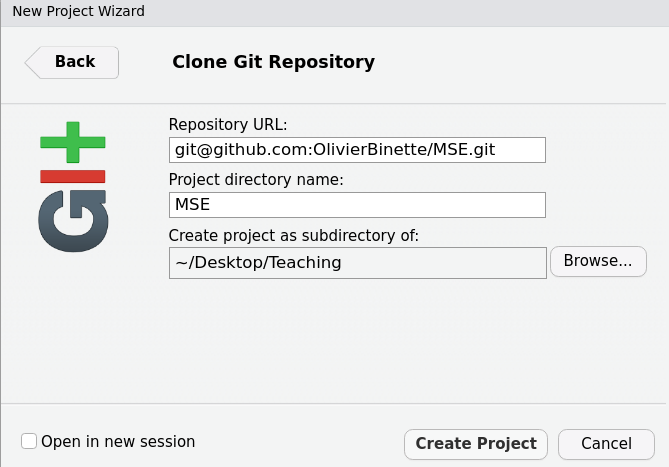 New Project Wizard
Back
Clone Git Repository
GIT
Repository URL:
git@github.com:OlivierBinette/MSE.git
Project directory name:
MSE
Create project as subdirectory of:
~/Desktop/Teaching
Browse...
Open in new session
Create Project
Cancel